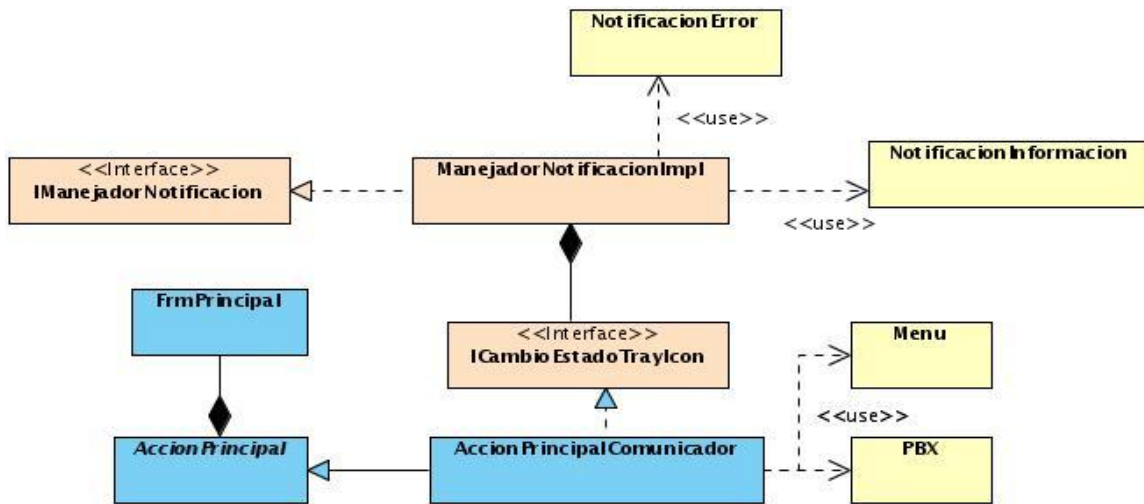 NotificacionError
<<use>>
<<Interface>>
IManejadorNotificacion
ManejadorNotificacionImpl
NotificacionInformacion
<<use>>
FrmPrincipal
<<Interface>>
ICambioEstadoTrayIcon
Menu
<<use>>
AccionPrincipal
AccionPrincipalComunicador
PBX